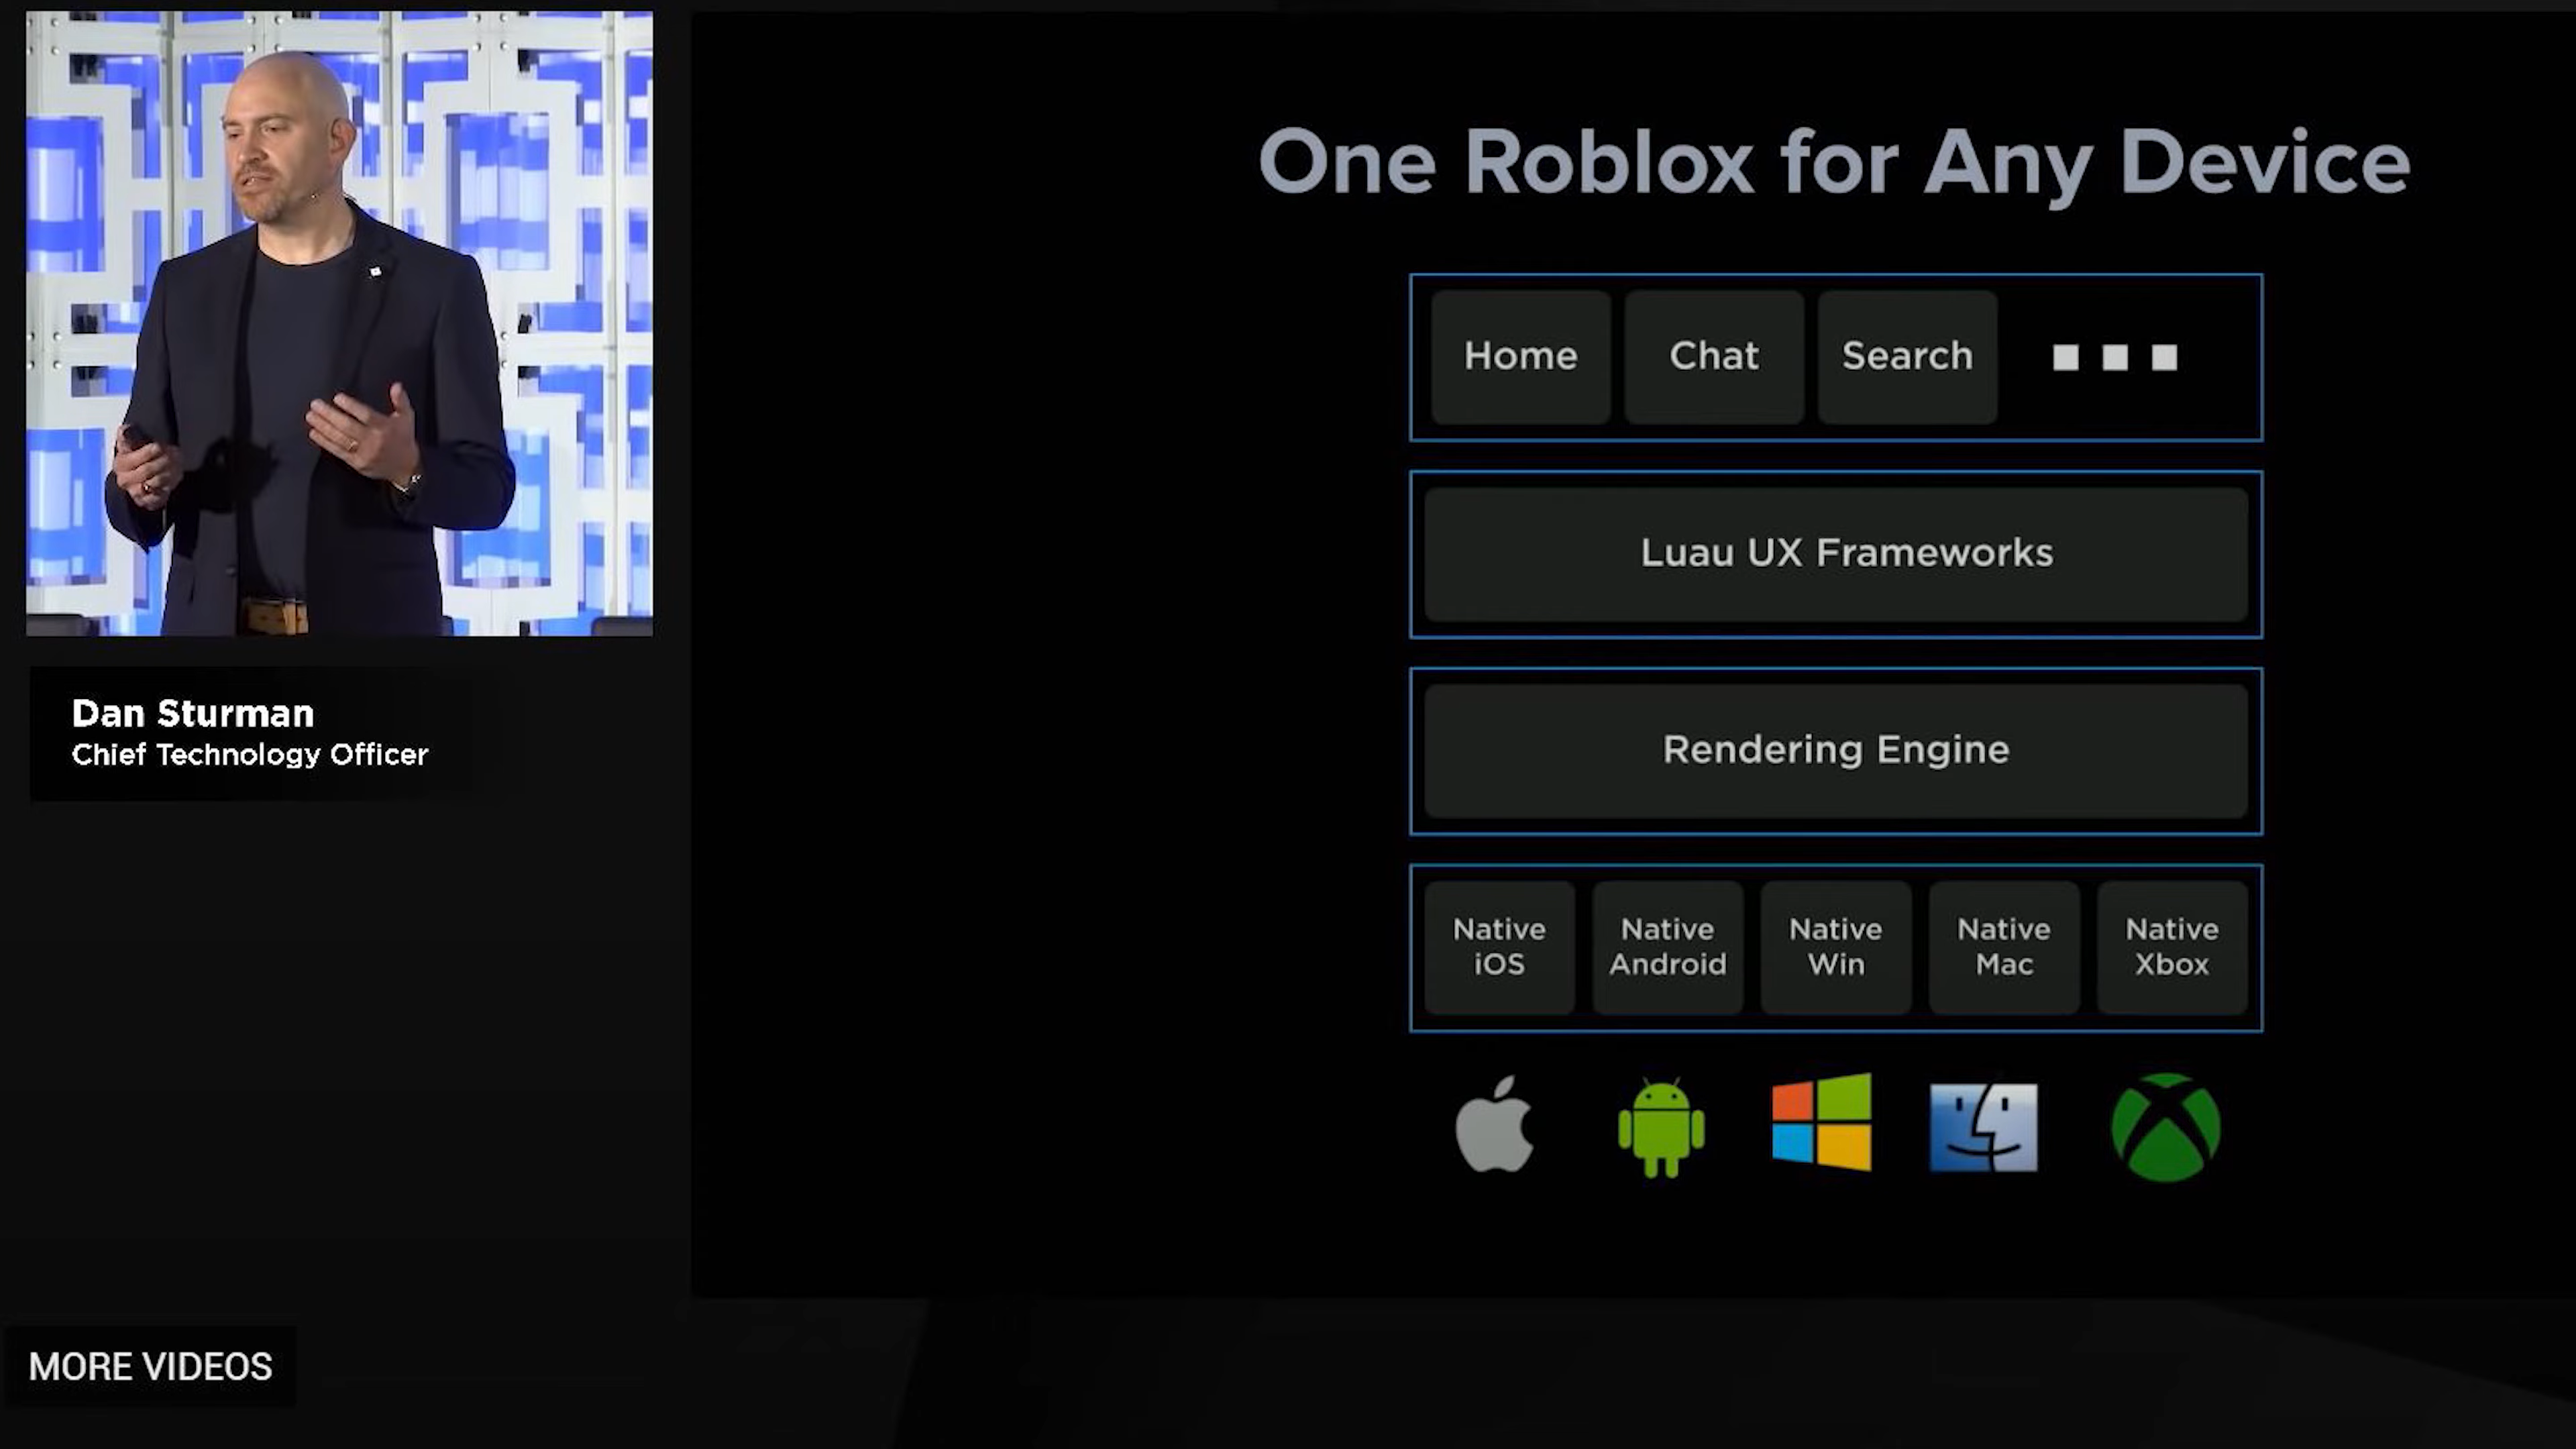 One Roblox for Any Device
Home
Chat
Search
Luau UX Frameworks
Rendering Engine
Native
iOS
Native
Android
Native
Win
Native
Mac
Native
Xbox
Dan Sturman
Chief Technology Officer
MORE VIDEOS